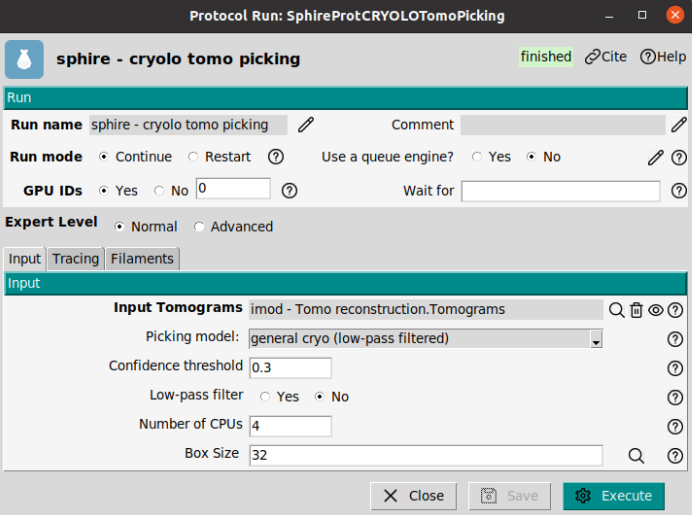 Protocol Run: SphireProtCRYOLOTomoPicking
sphire - cryolo tomo picking finished Cite Help
Run
Run name sphire - cryolo tomo picking Comment
Run mode Continue Restart Use a queue engine? Yes No
GPU IDs Yes No 0 Wait for
Expert Level Normal Advanced
Input Tracing Filaments
Input
Input Tomograms imod - Tomo reconstruction.Tomograms
Picking model: general cryo (low-pass filtered)
Confidence threshold 0.3
Low-pass filter Yes No
Number of CPUs 4
Box Size 32
Close Save Execute